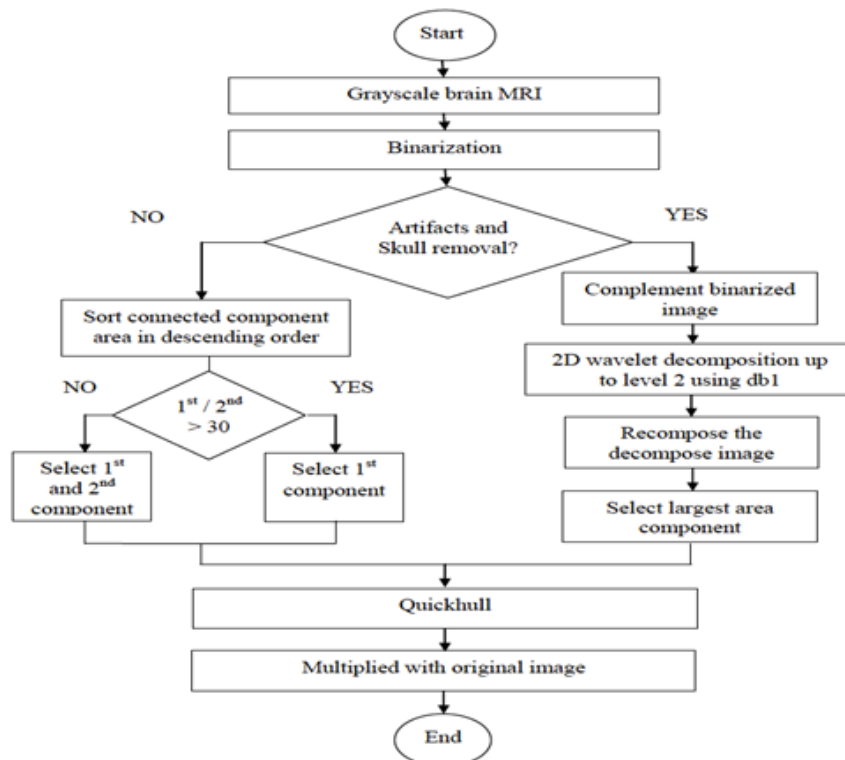 Start
Grayscale brain MRI
Binarization
Artifacts and
Skull removal?
NO
YES
Sort connected component
area in descending order
NO
YES
1st / 2nd
> 30
Select 1st
and 2nd
component
Select 1st
component
Complement binarized
image
2D wavelet decomposition up
to level 2 using db1
Recompose the
decompose image
Select largest area
component
Quickhull
Multiplied with original image
End